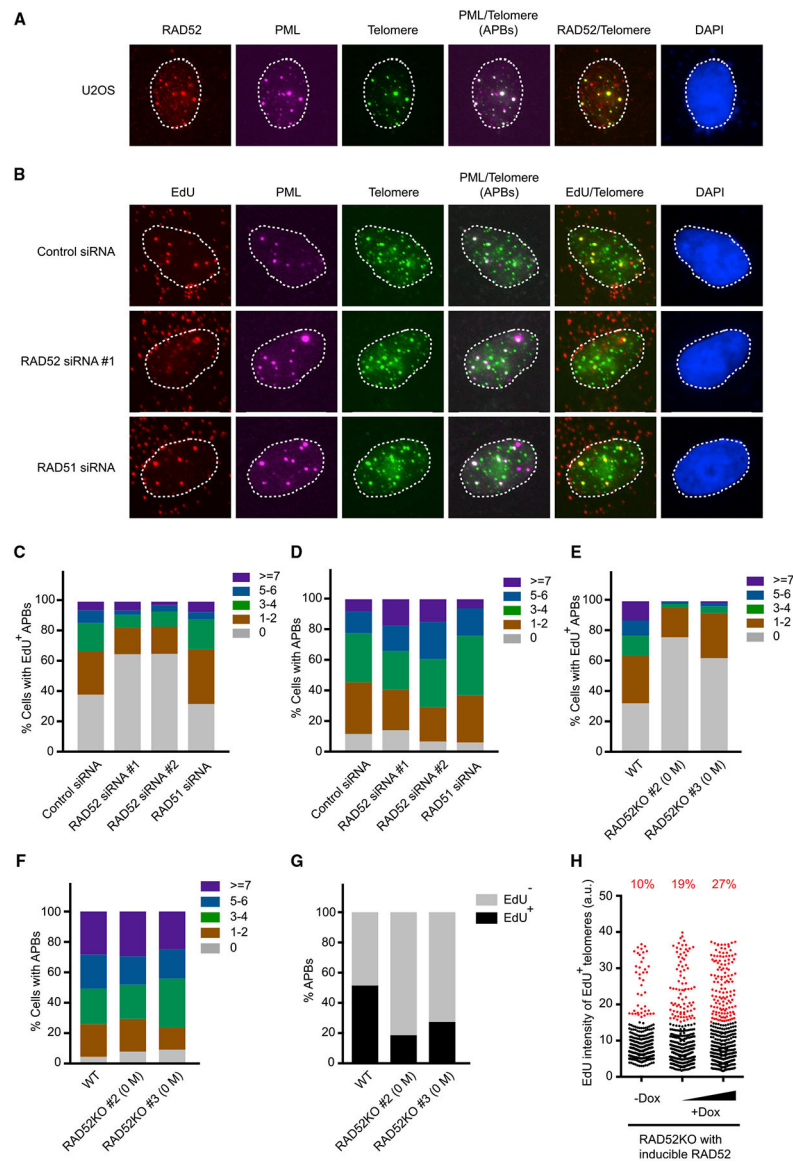 A
RAD52
PML
Telomere
PML/Telomere
(APBs)
RAD52/Telomere
DAPI
U2OS
B
EdU
PML
Telomere
PML/Telomere
(APBs)
EdU/Telomere
DAPI
Control siRNA
RAD52 siRNA #1
RAD51 siRNA
C
% Cells with EdU+ APBs
100
80
60
40
20
0
>=7
5-6
3-4
1-2
0
Control siRNA
RAD52 siRNA #1
RAD52 siRNA #2
RAD51 siRNA
D
% Cells with APBs
100
80
60
40
20
0
>=7
5-6
3-4
1-2
0
Control siRNA
RAD52 siRNA #1
RAD52 siRNA #2
RAD51 siRNA
E
% Cells with EdU+ APBs
100
80
60
40
20
0
>=7
5-6
3-4
1-2
0
WT
RAD52KO #2 (0 M)
RAD52KO #3 (0 M)
F
% Cells with APBs
100
80
60
40
20
0
>=7
5-6
3-4
1-2
0
WT
RAD52KO #2 (0 M)
RAD52KO #3 (0 M)
G
% APBs
100
80
60
40
20
0
EdU-
EdU+
WT
RAD52KO #2 (0 M)
RAD52KO #3 (0 M)
H
EdU intensity of EdU+ telomeres (a.u.)
10% 19% 27%
50
40
30
20
10
0
-Dox
+Dox
RAD52KO with
inducible RAD52